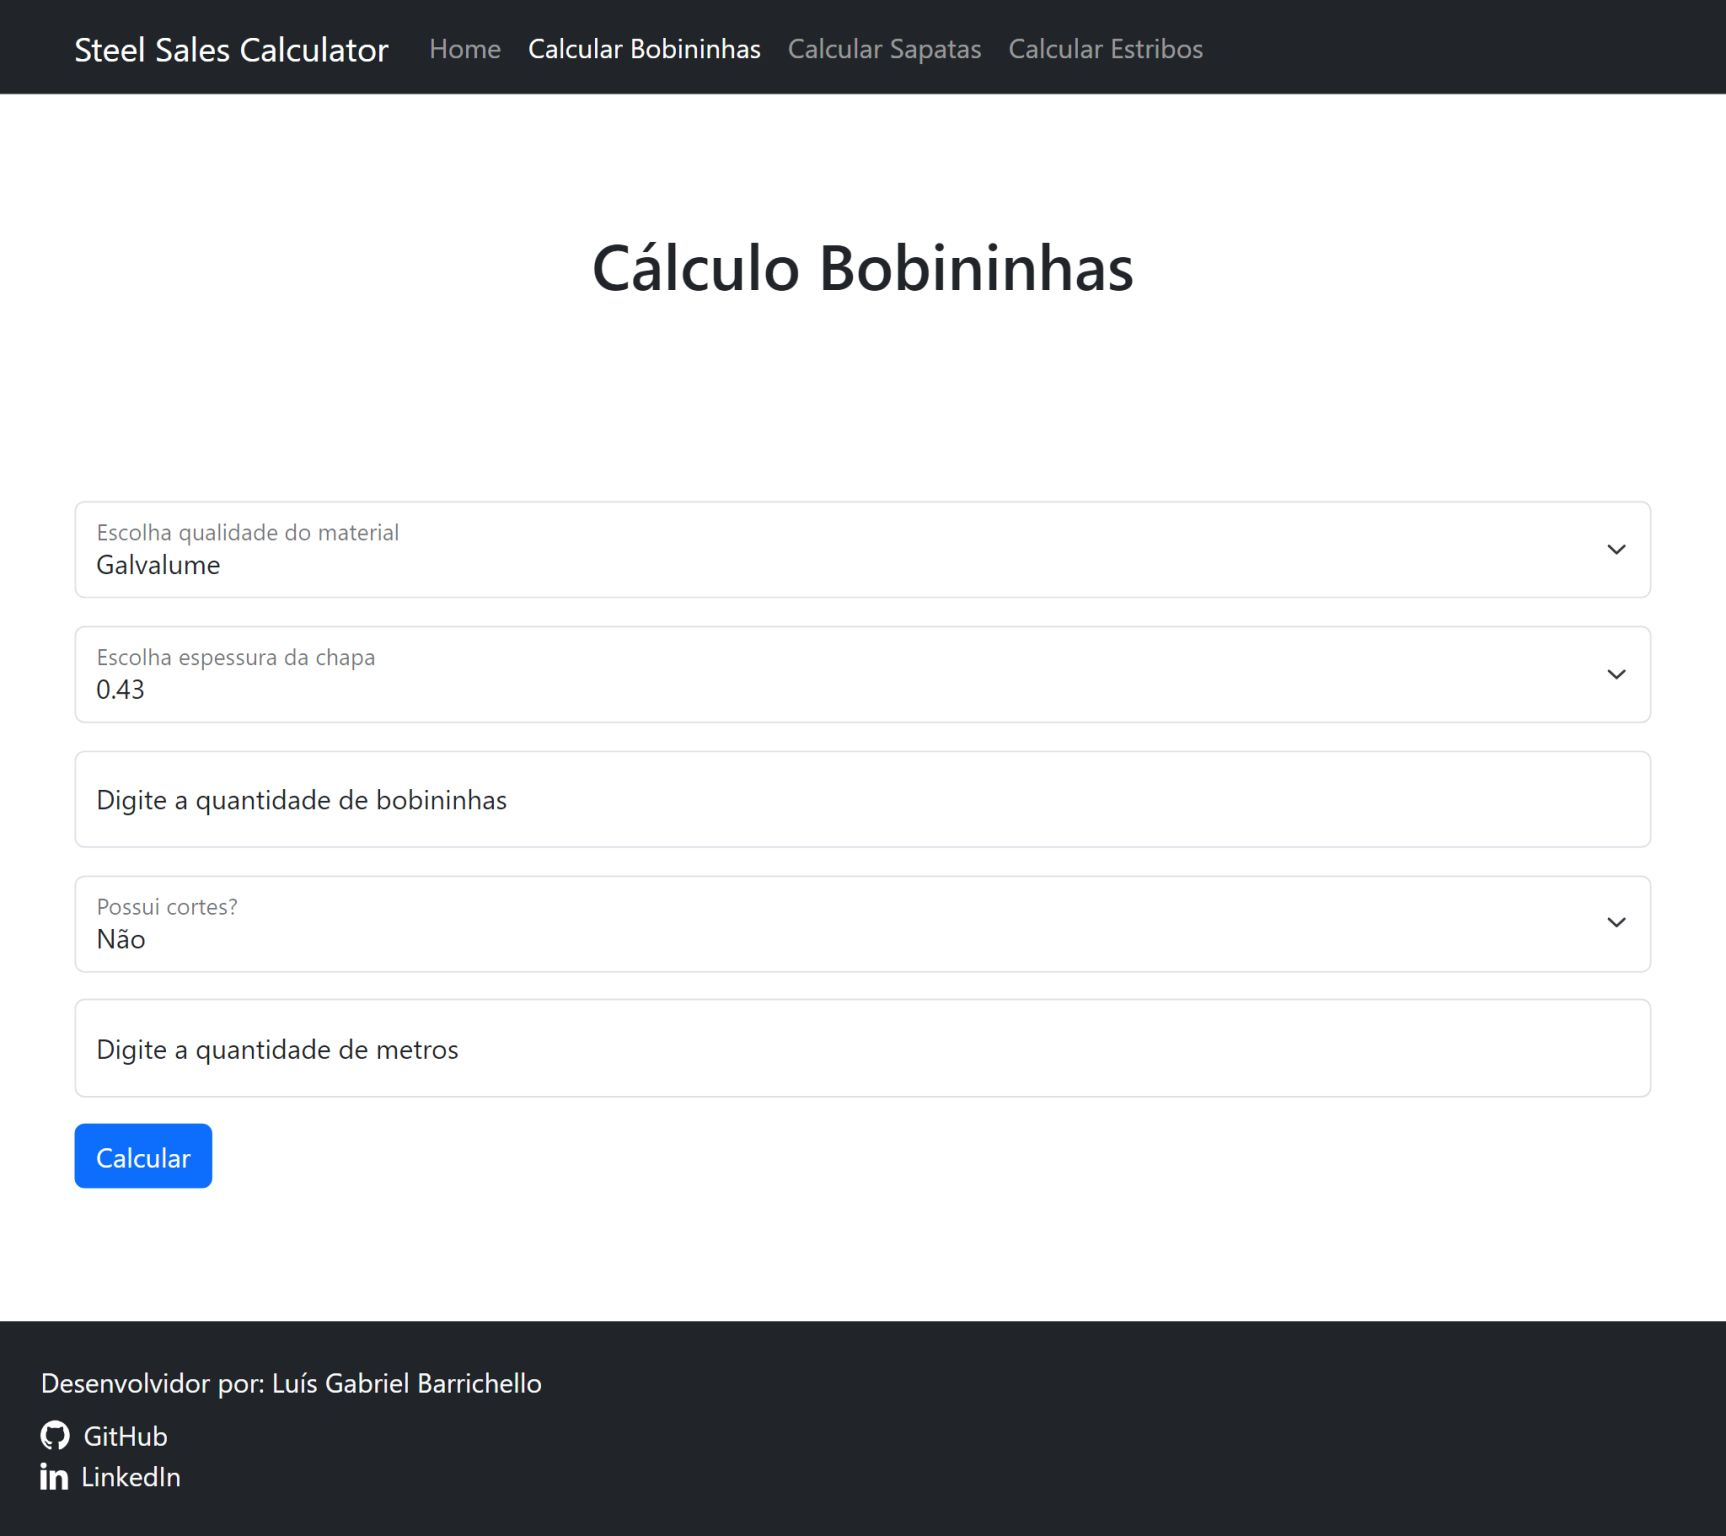 Steel Sales Calculator Home Calcular Bobininhas Calcular Sapatas Calcular Estribos
Cálculo Bobininhas
Escolha qualidade do material
Galvalume
Escolha espessura da chapa
0.43
Digite a quantidade de bobininhas
Possui cortes?
Não
Digite a quantidade de metros
Calcular
Desenvolvidor por: Luís Gabriel Barrichello
GitHub
LinkedIn